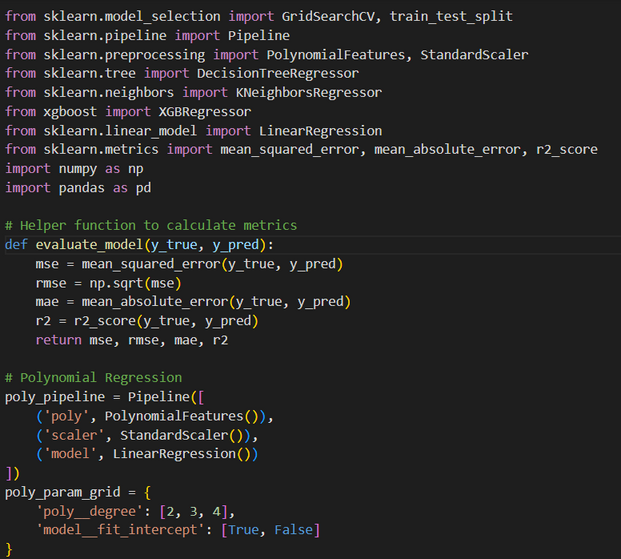 from sklearn.model_selection import GridSearchCV, train_test_split
from sklearn.pipeline import Pipeline
from sklearn.preprocessing import PolynomialFeatures, StandardScaler
from sklearn.tree import DecisionTreeRegressor
from sklearn.neighbors import KNeighborsRegressor
from xgboost import XGBRegressor
from sklearn.linear_model import LinearRegression
from sklearn.metrics import mean_squared_error, mean_absolute_error, r2_score
import numpy as np
import pandas as pd

# Helper function to calculate metrics
def evaluate_model(y_true, y_pred):
    mse = mean_squared_error(y_true, y_pred)
    rmse = np.sqrt(mse)
    mae = mean_absolute_error(y_true, y_pred)
    r2 = r2_score(y_true, y_pred)
    return mse, rmse, mae, r2

# Polynomial Regression
poly_pipeline = Pipeline([
    ('poly', PolynomialFeatures()),
    ('scaler', StandardScaler()),
    ('model', LinearRegression())
])
poly_param_grid = {
    'poly__degree': [2, 3, 4],
    'model__fit_intercept': [True, False]
}